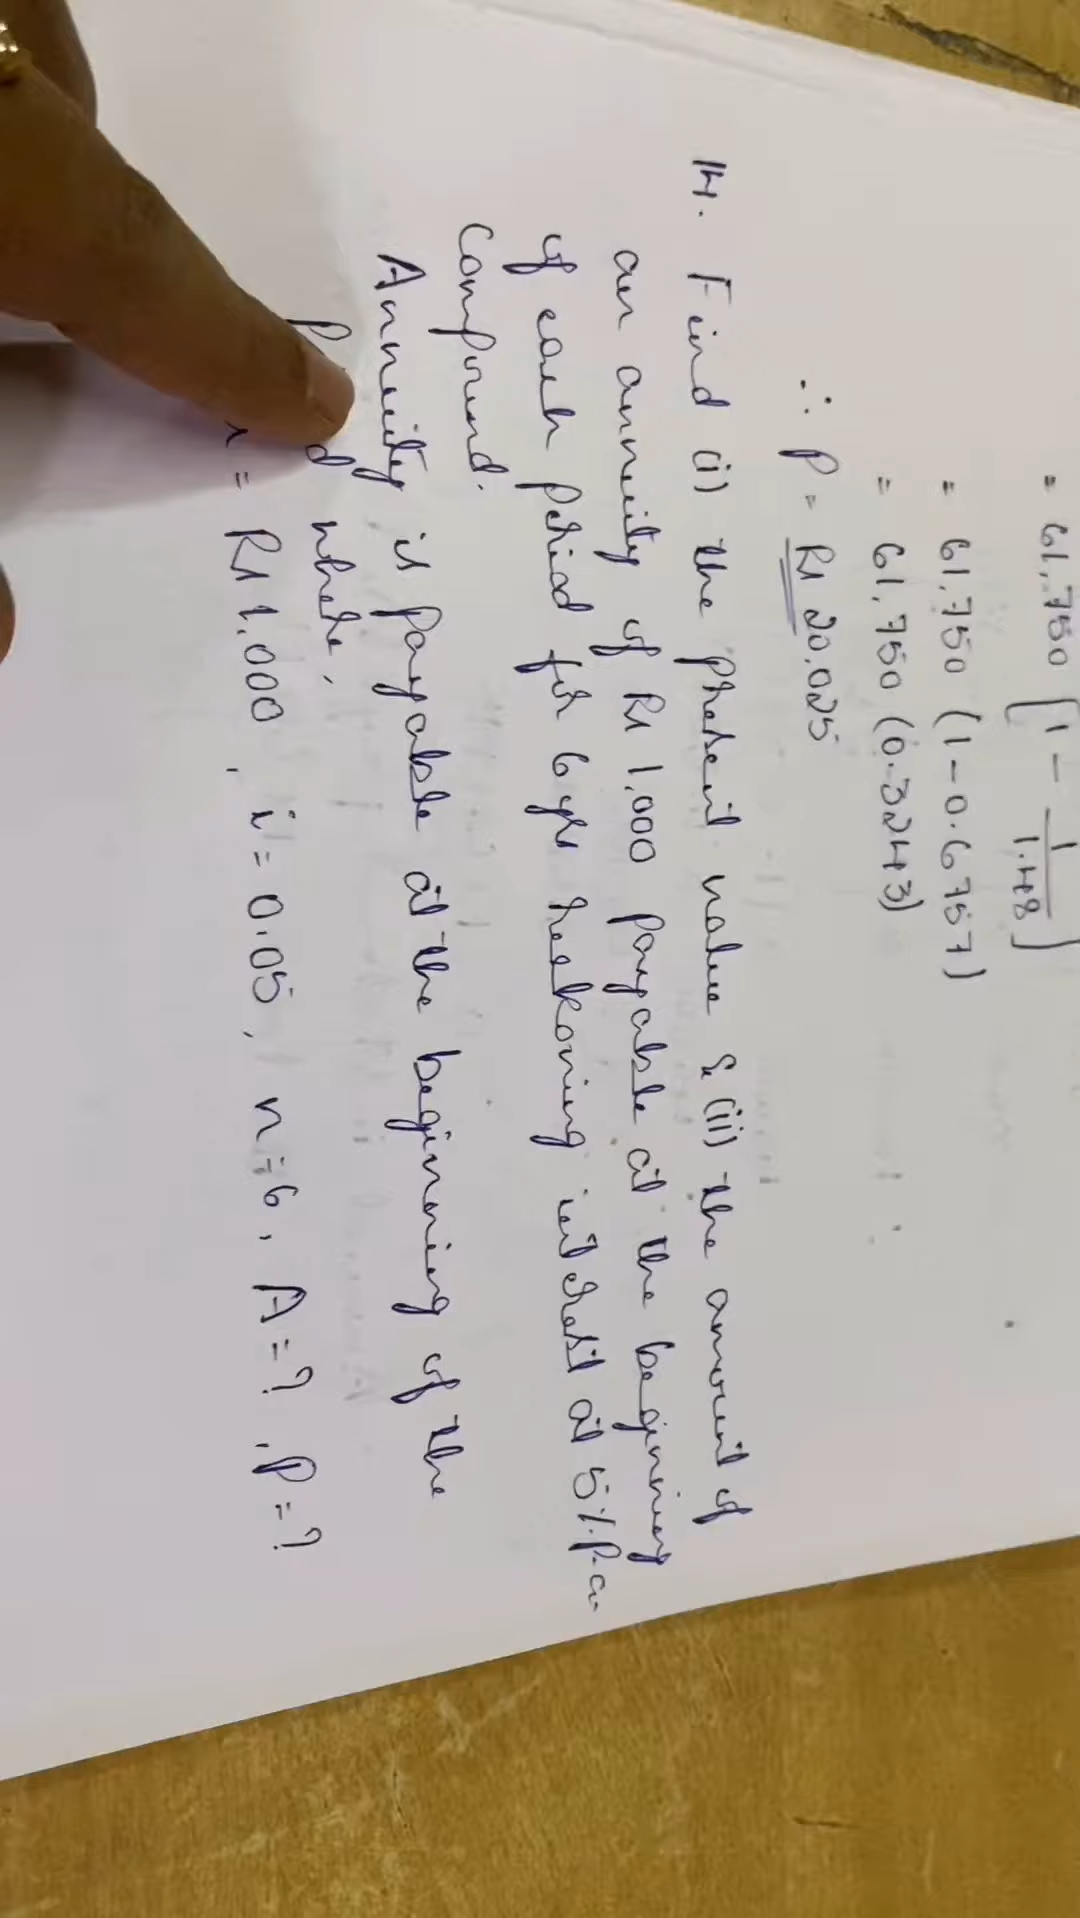 = 61,750 [1 - 1/1.48]
= 61,750 (1-0.6757)
= 61,750 (0.3243)
∴ P = Rs 20,025
14. Find (i) the present value & (ii) the amount of
an annuity of Rs 1,000 payable at the beginning
of each period for 6 yrs reckoning interest at 5% p.a.
compound.
Annuity is payable at the beginning of the
where,
= Rs 1,000, i = 0.05, n = 6, A = ?, P = ?